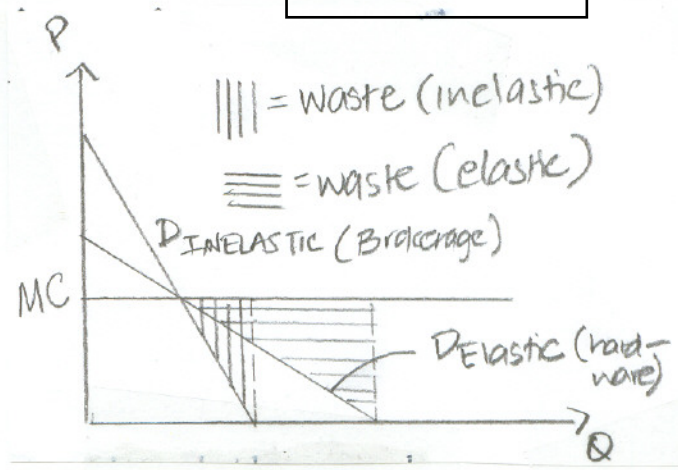 P
= waste (inelastic)
= waste (elastic)
DINELASTIC (Brokerage)
MC
DElastic (hard-
ware)
Q